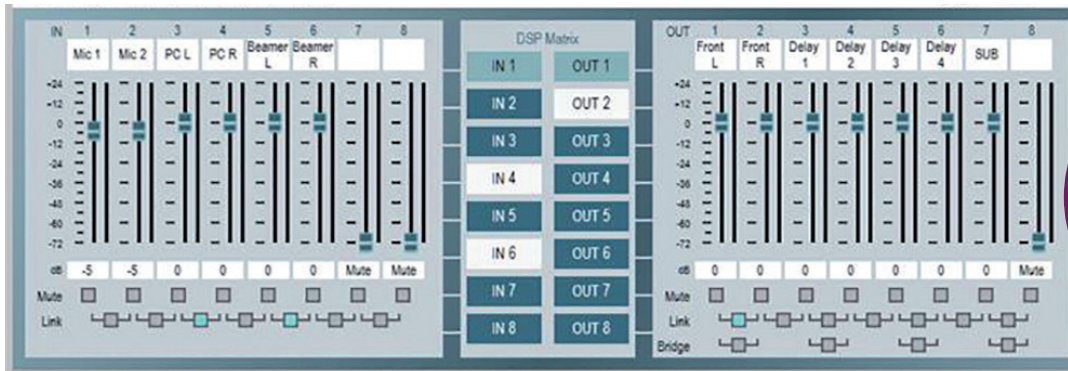 IN 1 2 3 4 5 6 7 8
Mic 1 Mic 2 PC L PC R Beamer L Beamer R
-24
-12
0
-12
-24
-36
-48
-60
-72
dB -5 -5 0 0 0 0 Mute Mute
Mute
Link
DSP Matrix
IN 1 OUT 1
IN 2 OUT 2
IN 3 OUT 3
IN 4 OUT 4
IN 5 OUT 5
IN 6 OUT 6
IN 7 OUT 7
IN 8 OUT 8
OUT 1 2 3 4 5 6 7 8
Front L Front R Delay 1 Delay 2 Delay 3 Delay 4 SUB
-24
-12
0
-12
-24
-36
-48
-60
-72
dB 0 0 0 0 0 0 0 Mute
Mute
Link
Bridge